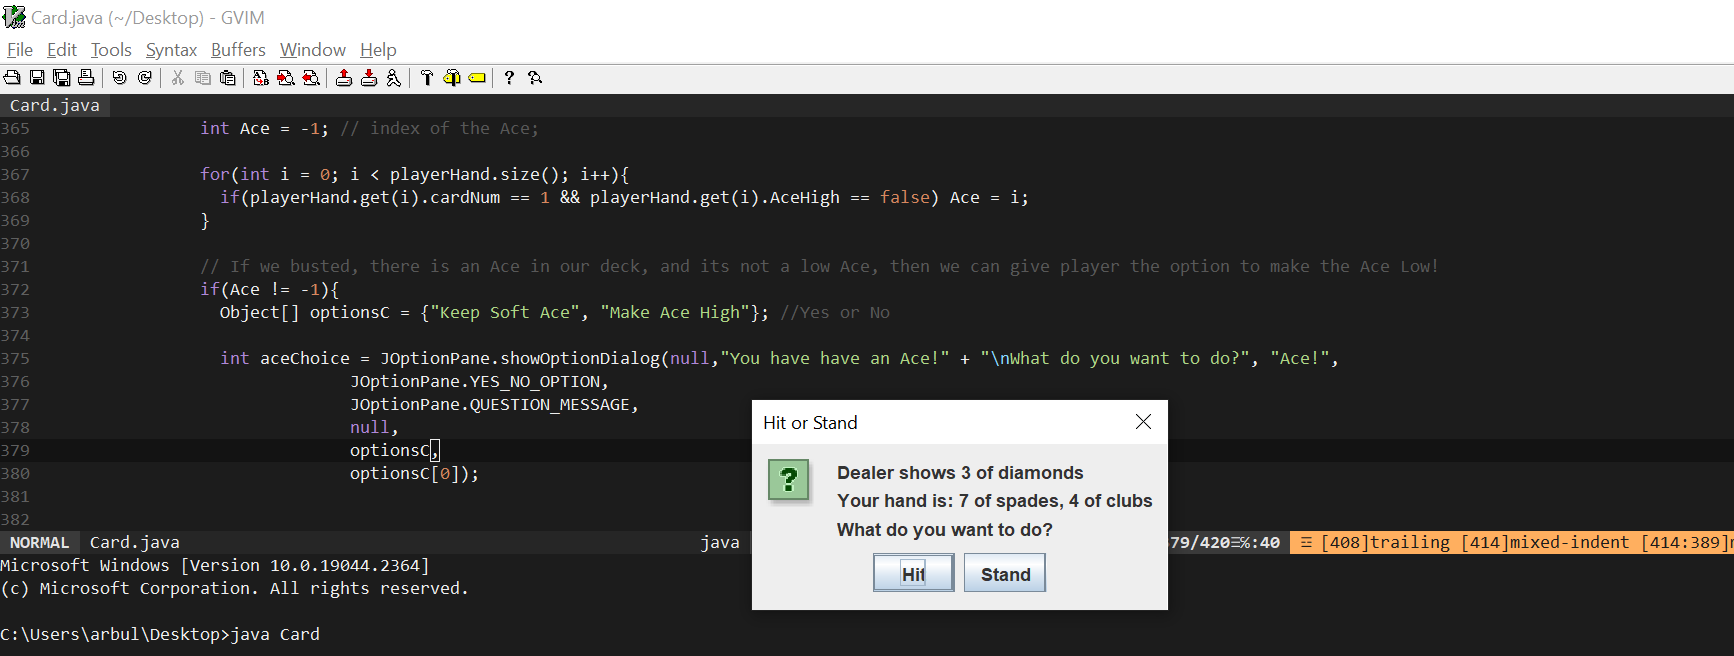 Card.java (~/Desktop) - GVIM
File Edit Tools Syntax Buffers Window Help
Card.java
365 int Ace = -1; // index of the Ace;
366
367 for(int i = 0; i < playerHand.size(); i++){
368 if(playerHand.get(i).cardNum == 1 && playerHand.get(i).AceHigh == false) Ace = i;
369 }
370
371 // If we busted, there is an Ace in our deck, and its not a low Ace, then we can give player the option to make the Ace Low!
372 if(Ace != -1){
373 Object[] optionsC = {"Keep Soft Ace", "Make Ace High"}; //Yes or No
374
375 int aceChoice = JOptionPane.showOptionDialog(null,"You have have an Ace!" + "\nWhat do you want to do?", "Ace!",
376 JOptionPane.YES_NO_OPTION,
377 JOptionPane.QUESTION_MESSAGE,
378 null,
379 optionsC,
380 optionsC[0]);
381
382
NORMAL Card.java java 79/420☰%:40 ☲ [408]trailing [414]mixed-indent [414:389]
Microsoft Windows [Version 10.0.19044.2364]
(c) Microsoft Corporation. All rights reserved.
C:\Users\arbul\Desktop>java Card
Hit or Stand
Dealer shows 3 of diamonds
Your hand is: 7 of spades, 4 of clubs
What do you want to do?
Hit Stand